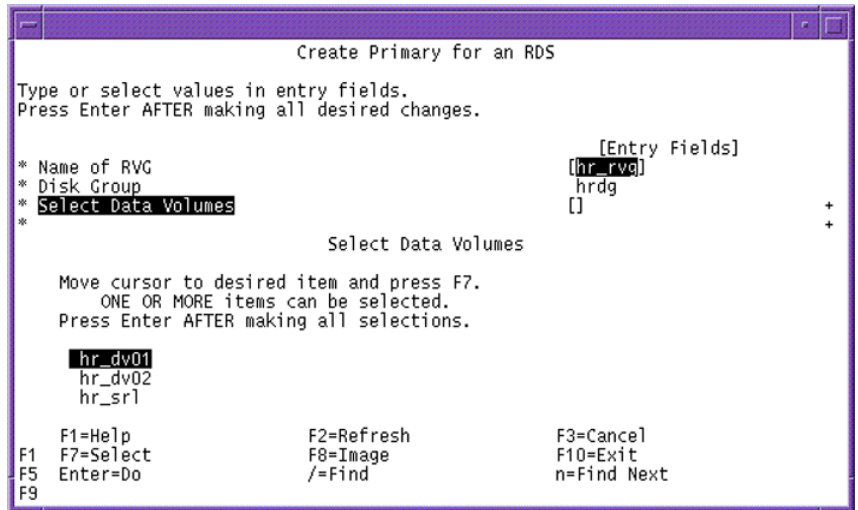 Create Primary for an RDS
Type or select values in entry fields.
Press Enter AFTER making all desired changes.
[Entry Fields]
* Name of RVG [hr_rvg]
* Disk Group hrdg
* Select Data Volumes [] +
* +
Select Data Volumes
Move cursor to desired item and press F7.
ONE OR MORE items can be selected.
Press Enter AFTER making all selections.
hr_dv01
hr_dv02
hr_srl
F1=Help F2=Refresh F3=Cancel
F1 F7=Select F8=Image F10=Exit
F5 Enter=Do /=Find n=Find Next
F9